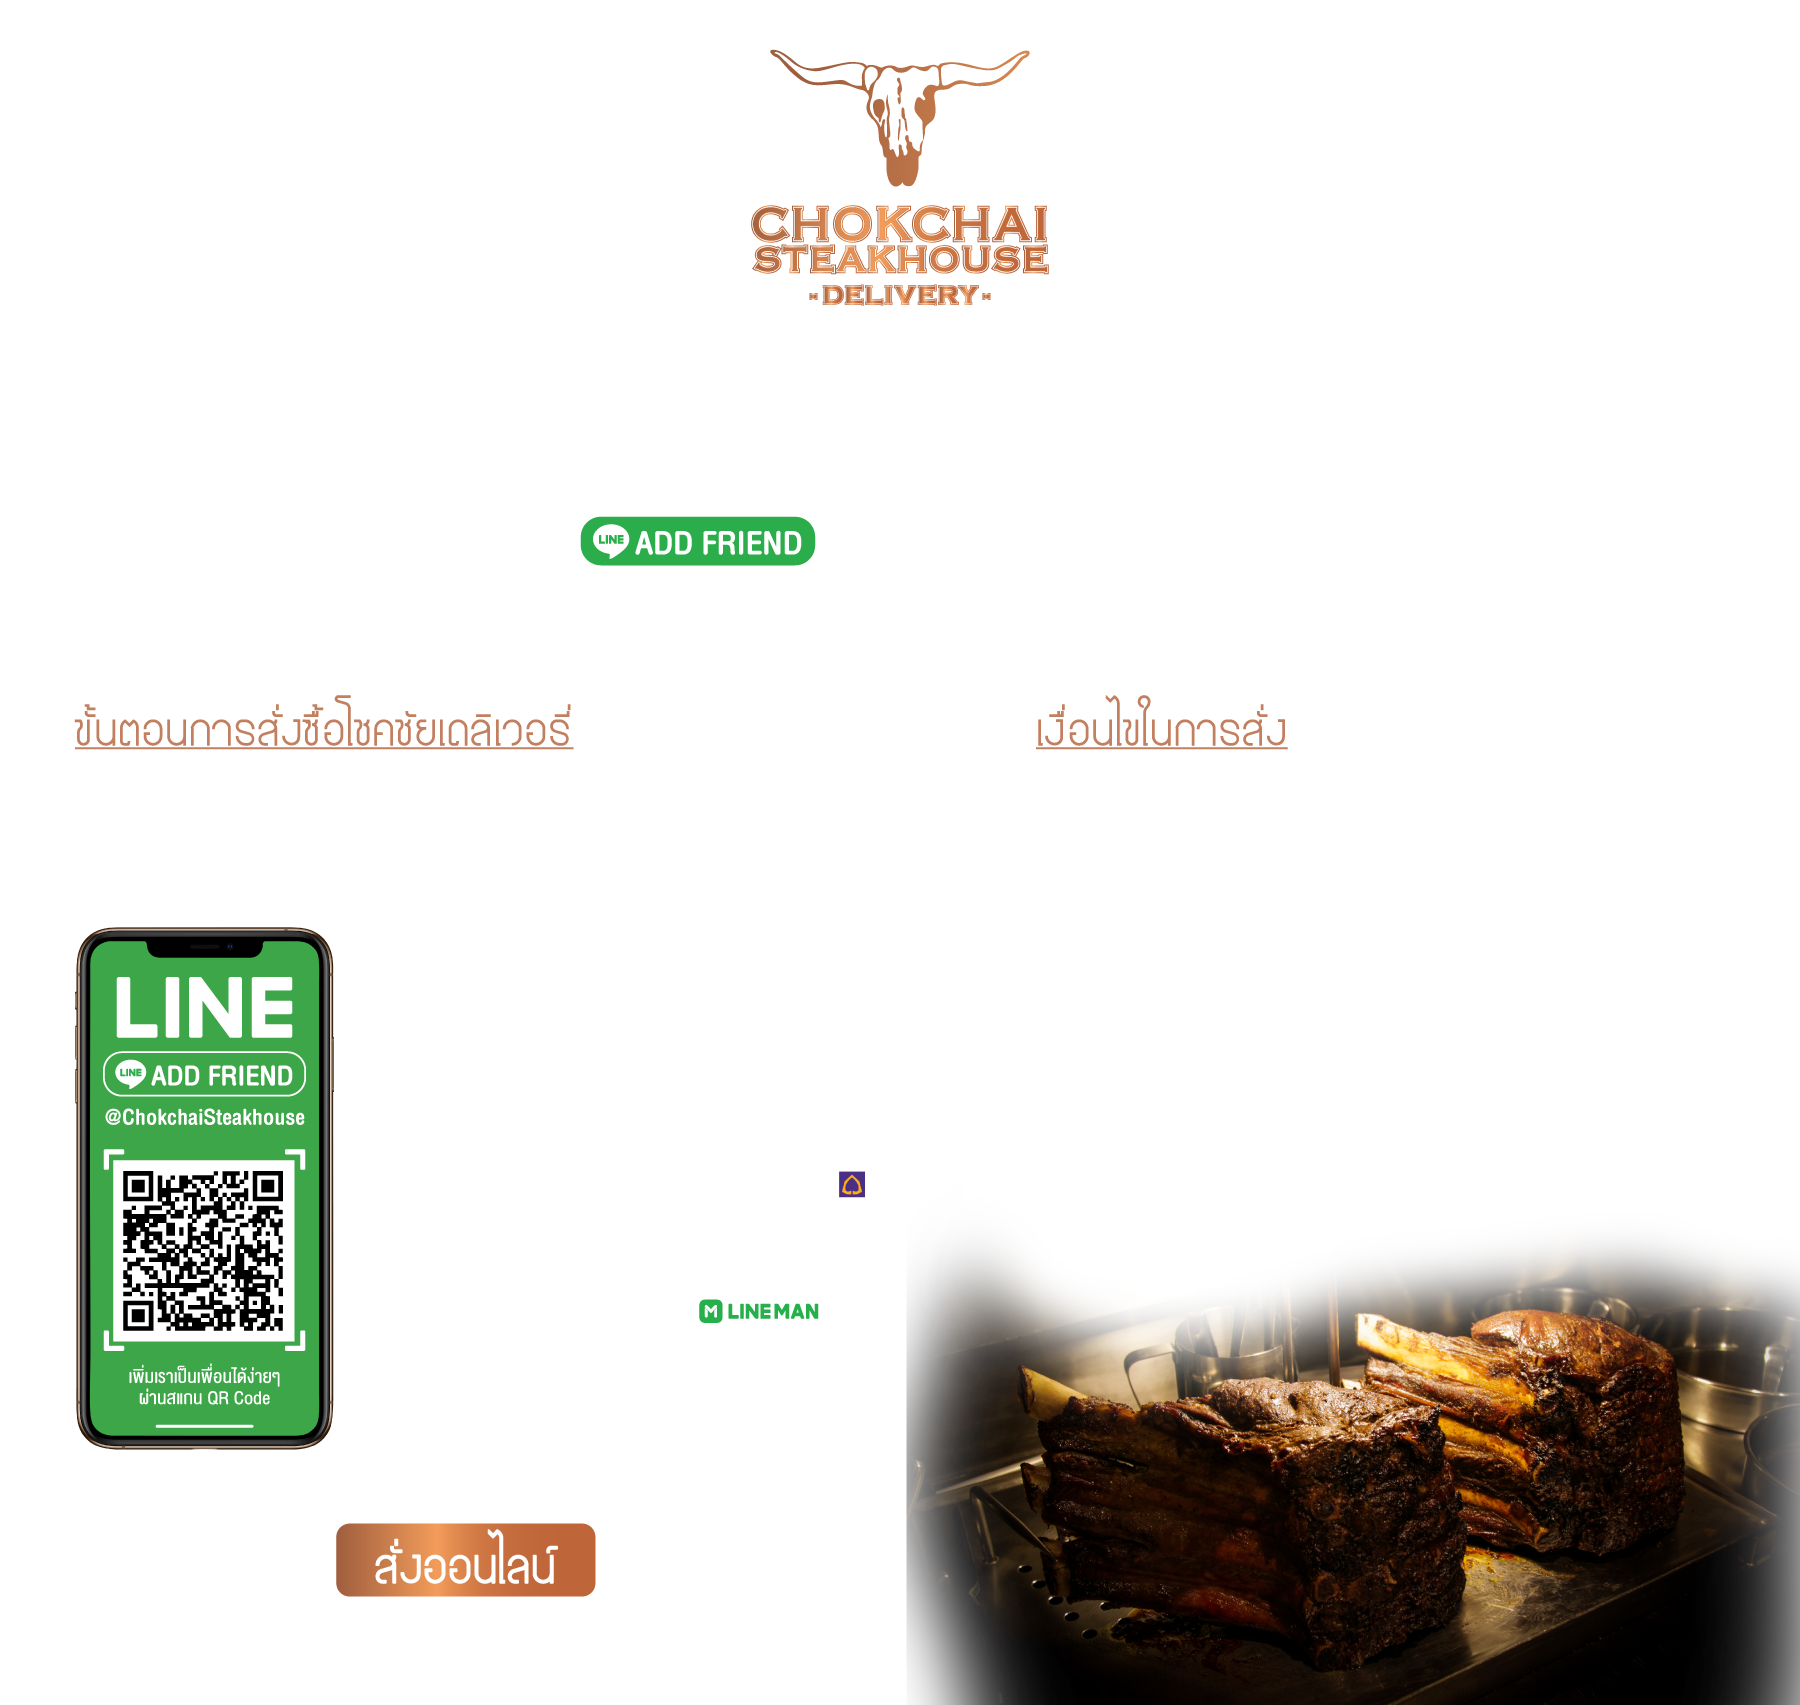 CHOKCHAI
STEAKHOUSE
DELIVERY
LINE ADD FRIEND
ขั้นตอนการสั่งซื้อโชคชัยเดลิเวอรี่
เงื่อนไขในการสั่ง
LINE
LINE ADD FRIEND
@ChokchaiSteakhouse
เพิ่มเราเป็นเพื่อนได้ง่ายๆ
ผ่านสแกน QR Code
M LINE MAN
สั่งออนไลน์